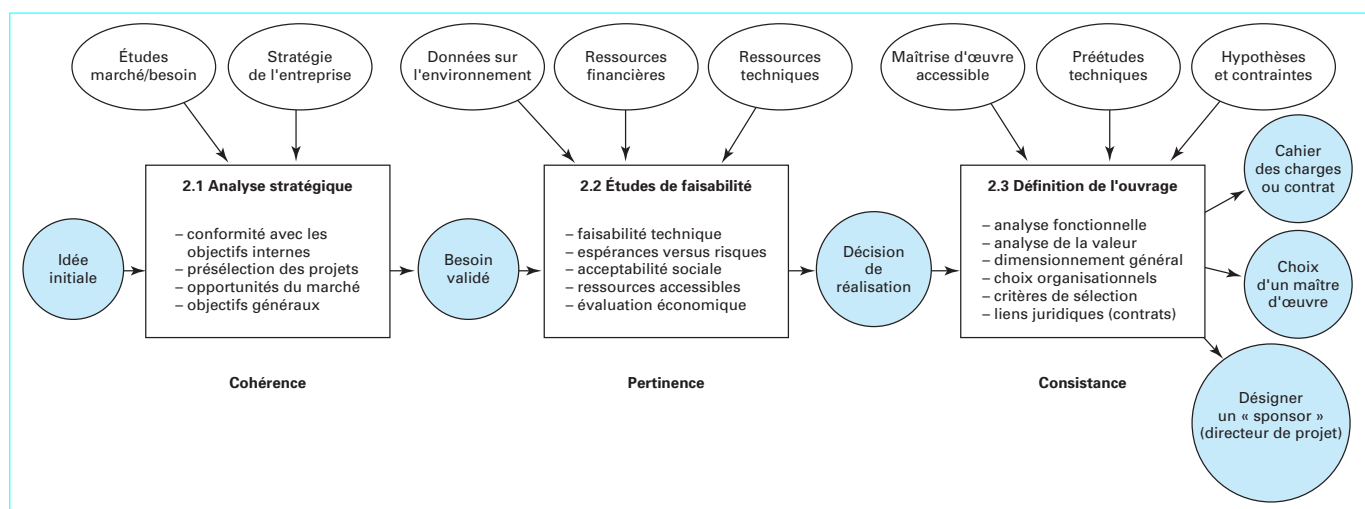 Études
marché/besoin
Stratégie
de l'entreprise
Données sur
l'environnement
Ressources
financières
Ressources
techniques
Maîtrise d'œuvre
accessible
Préétudes
techniques
Hypothèses
et contraintes
Idée
initiale
2.1 Analyse stratégique
– conformité avec les
objectifs internes
– présélection des projets
– opportunités du marché
– objectifs généraux
Cohérence
Besoin
validé
2.2 Études de faisabilité
– faisabilité technique
– espérances versus risques
– acceptabilité sociale
– ressources accessibles
– évaluation économique
Pertinence
Décision
de
réalisation
2.3 Définition de l'ouvrage
– analyse fonctionnelle
– analyse de la valeur
– dimensionnement général
– choix organisationnels
– critères de sélection
– liens juridiques (contrats)
Consistance
Cahier
des charges
ou contrat
Choix
d'un maître
d'œuvre
Désigner
un « sponsor »
(directeur de projet)